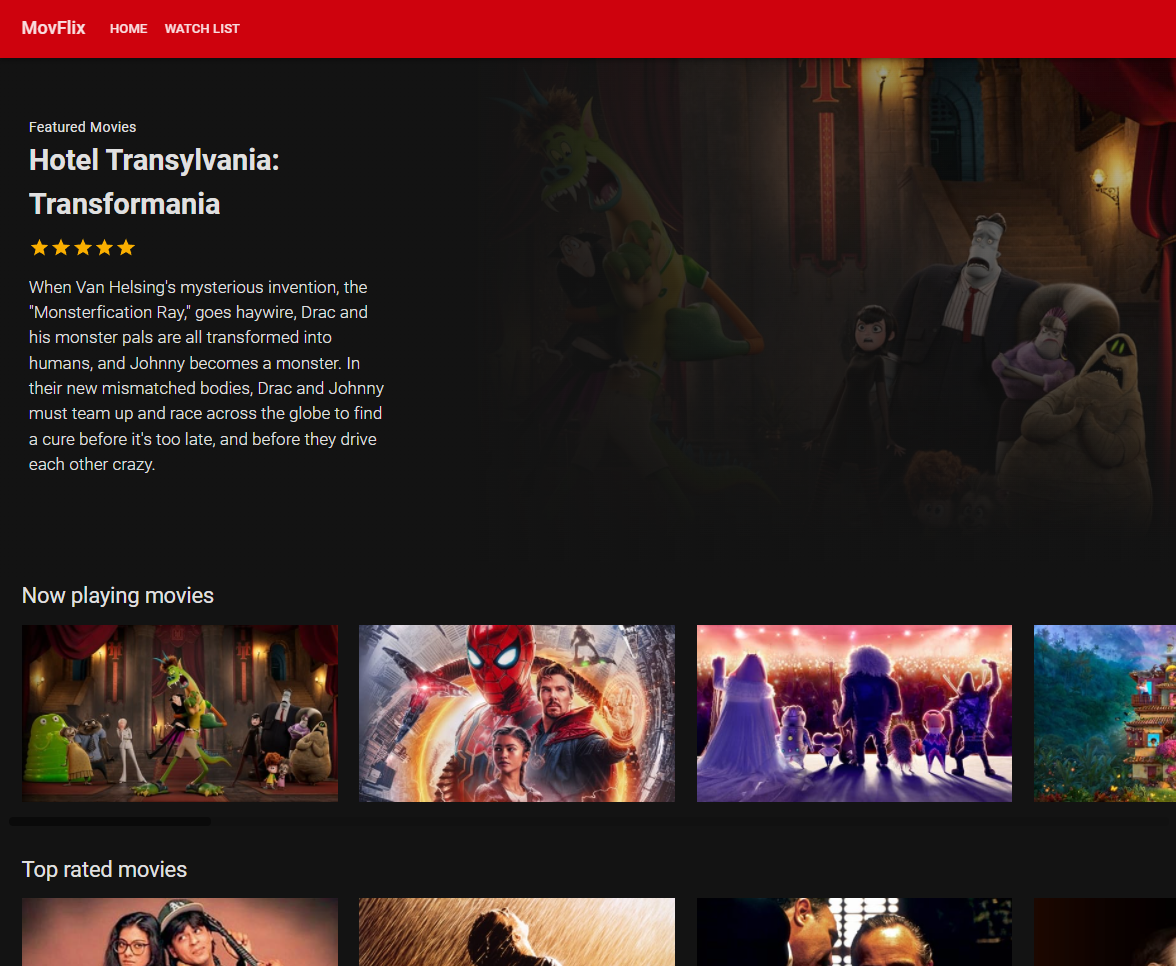 MovFlix HOME WATCH LIST
Featured Movies
Hotel Transylvania:
Transformania
When Van Helsing's mysterious invention, the
"Monsterfication Ray," goes haywire, Drac and
his monster pals are all transformed into
humans, and Johnny becomes a monster. In
their new mismatched bodies, Drac and Johnny
must team up and race across the globe to find
a cure before it's too late, and before they drive
each other crazy.
Now playing movies
Top rated movies